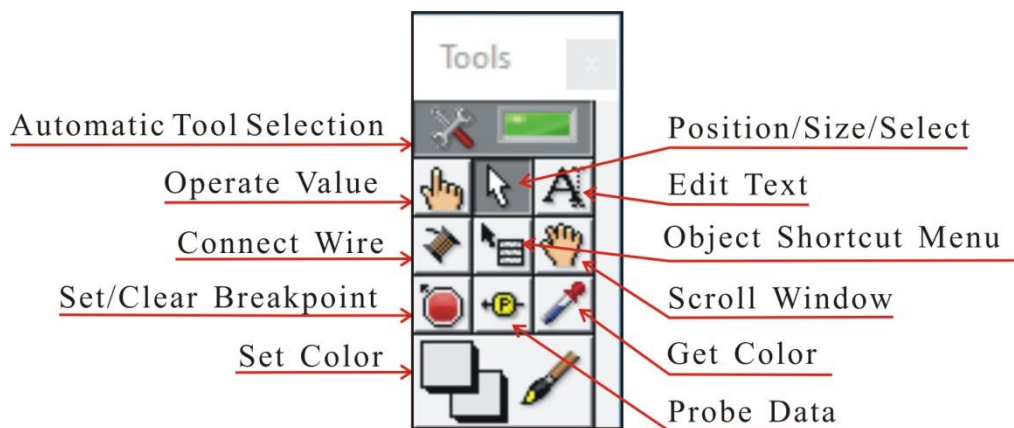 Tools
x
Automatic Tool Selection
Position/Size/Select
Operate Value
Edit Text
A
Connect Wire
Object Shortcut Menu
Set/Clear Breakpoint
P
Scroll Window
Set Color
Get Color
Probe Data